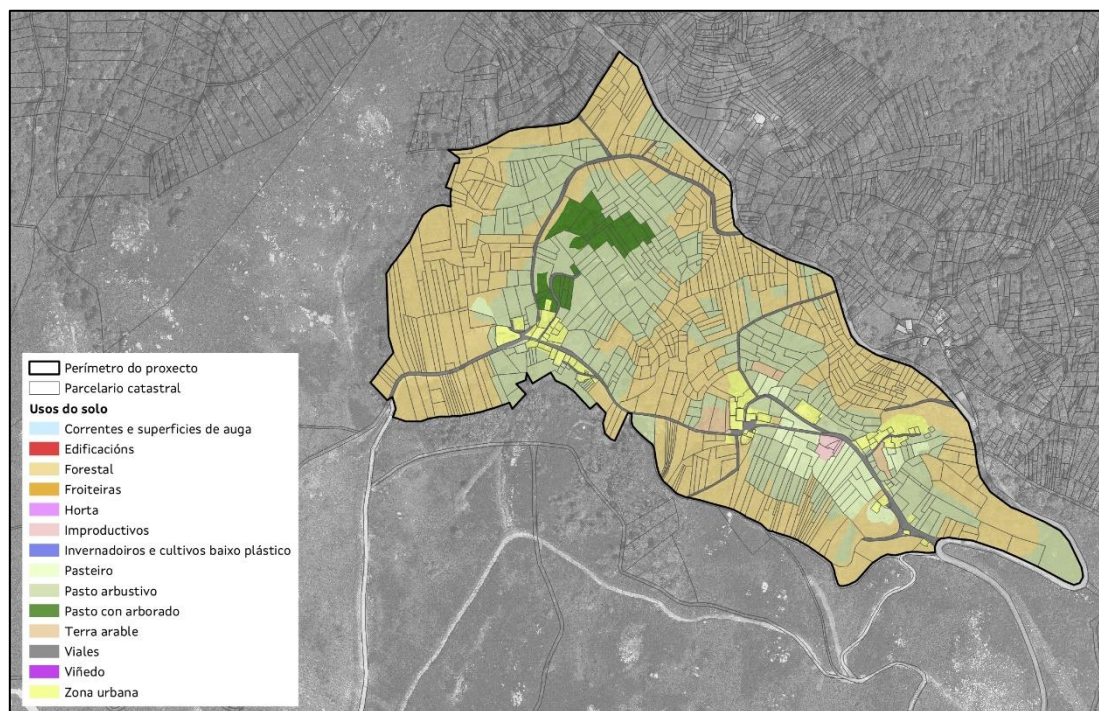 Perímetro do proxecto
Parcelario catastral
Usos do solo
Correntes e superficies de auga
Edificacións
Forestal
Froiteiras
Horta
Improductivos
Invernadoiros e cultivos baixo plástico
Pasteiro
Pasto arbustivo
Pasto con arborado
Terra arable
Viales
Viñedo
Zona urbana